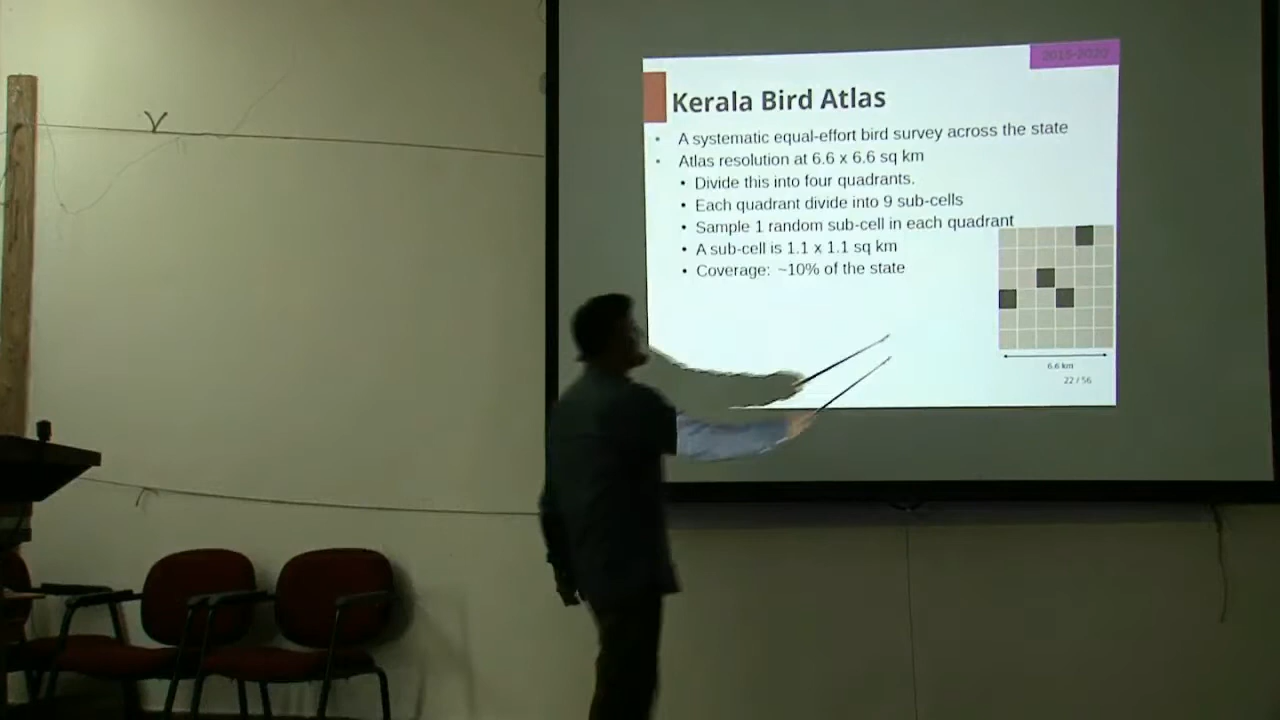 2015-2020
Kerala Bird Atlas
• A systematic equal-effort bird survey across the state
• Atlas resolution at 6.6 x 6.6 sq km
• Divide this into four quadrants.
• Each quadrant divide into 9 sub-cells
• Sample 1 random sub-cell in each quadrant
• A sub-cell is 1.1 x 1.1 sq km
• Coverage: ~10% of the state
6.6 km
22 / 56